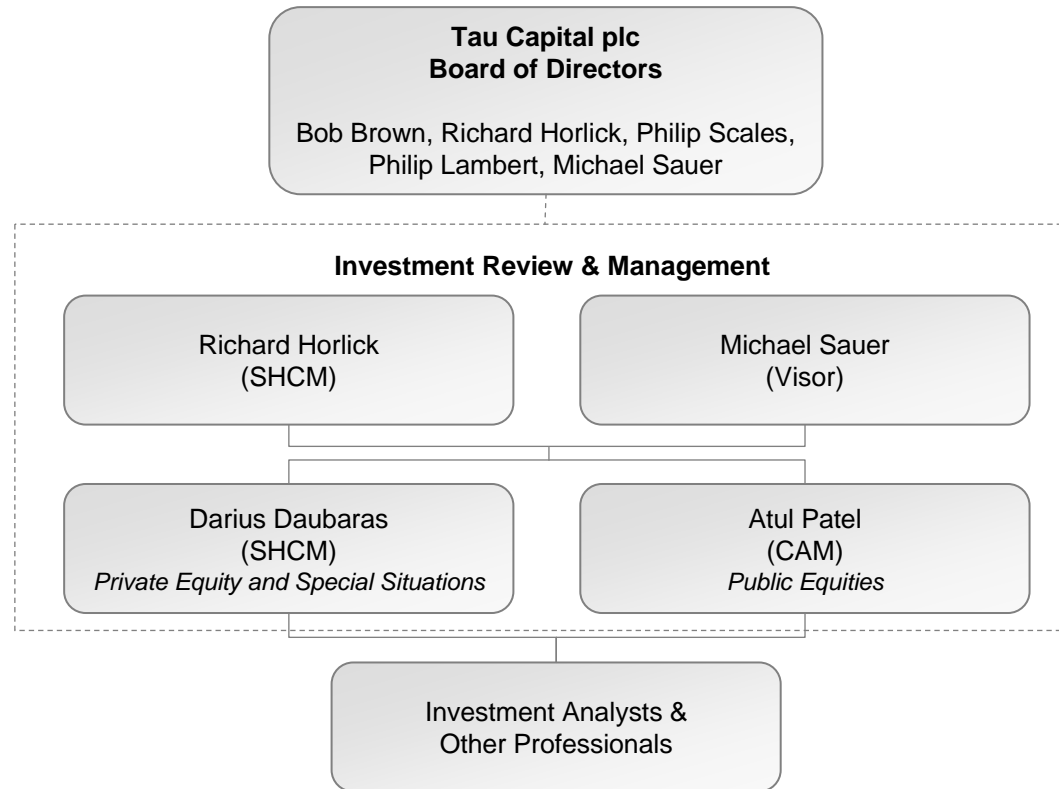 Tau Capital plc
Board of Directors
Bob Brown, Richard Horlick, Philip Scales,
Philip Lambert, Michael Sauer
Investment Review & Management
Richard Horlick
(SHCM)
Michael Sauer
(Visor)
Darius Daubaras
(SHCM)
Private Equity and Special Situations
Atul Patel
(CAM)
Public Equities
Investment Analysts &
Other Professionals